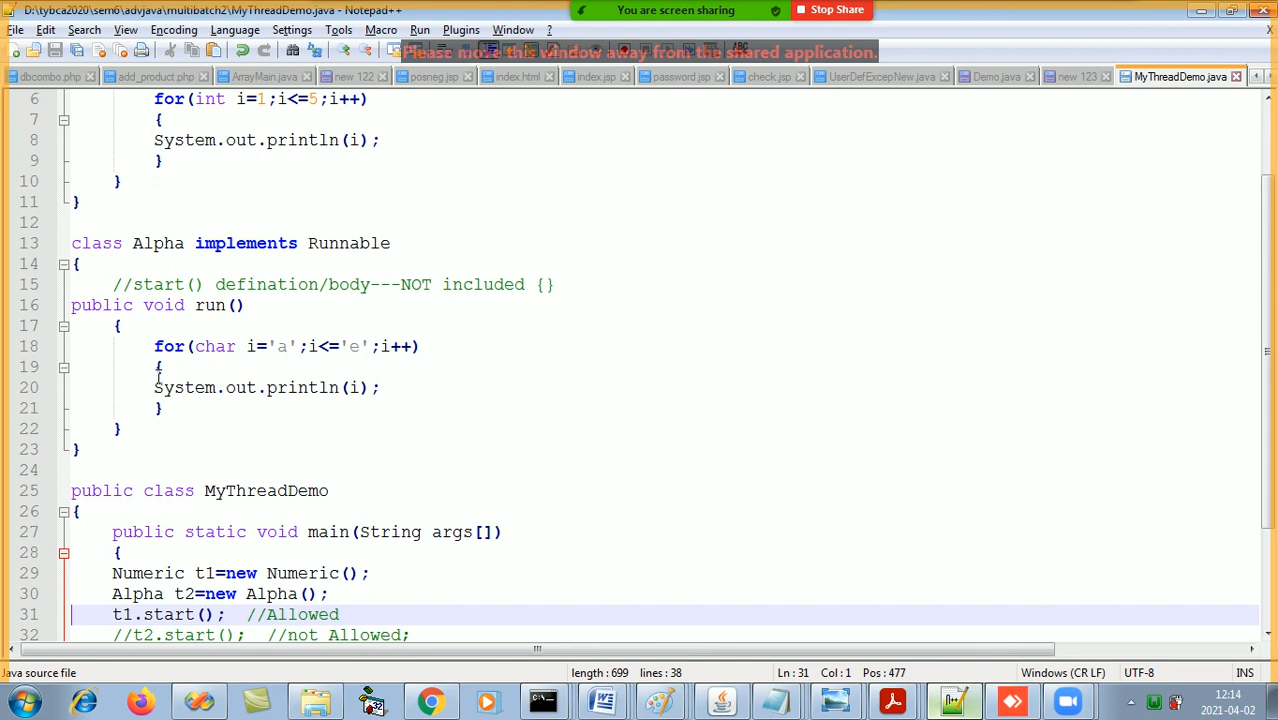 D:\tybca2020\sem6\advjava\multibatch2\MyThreadDemo.java - Notepad++
You are screen sharing
Stop Share
File Edit Search View Encoding Language Settings Tools Macro Run Plugins Window ?
X
Please move this window away from the shared application.
dbcombo.php add_product.php ArrayMain.java new 122 posneg.jsp index.html index.jsp password.jsp check.jsp UserDefExcepNew.java Demo.java new 123 MyThreadDemo.java
6 for(int i=1;i<=5;i++)
7 {
8 System.out.println(i);
9 }
10 }
11 }
12
13 class Alpha implements Runnable
14 {
15 //start() defination/body---NOT included {}
16 public void run()
17 {
18 for(char i='a';i<='e';i++)
19 {
20 System.out.println(i);
21 }
22 }
23 }
24
25 public class MyThreadDemo
26 {
27 public static void main(String args[])
28 {
29 Numeric t1=new Numeric();
30 Alpha t2=new Alpha();
31 t1.start(); //Allowed
32 //t2.start(); //not Allowed;
Java source file length : 699 lines : 38 Ln : 31 Col : 1 Pos : 477 Windows (CR LF) UTF-8 INS
12:14
2021-04-02